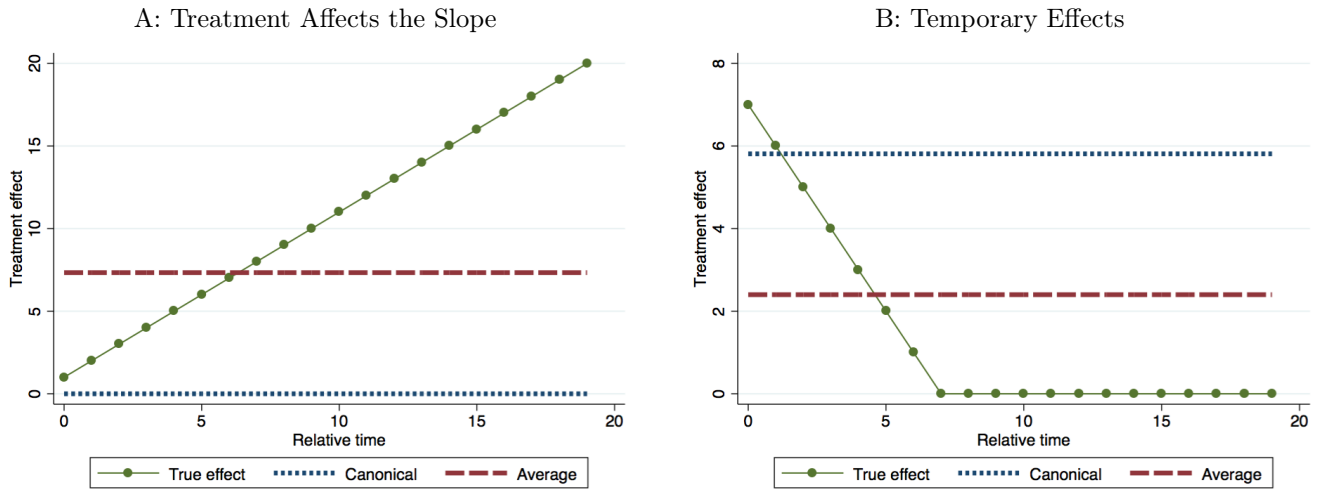 A: Treatment Affects the Slope
20
15
10
5
0
Treatment effect
0 5 10 15 20
Relative time
True effect Canonical Average
B: Temporary Effects
8
6
4
2
0
Treatment effect
0 5 10 15 20
Relative time
True effect Canonical Average